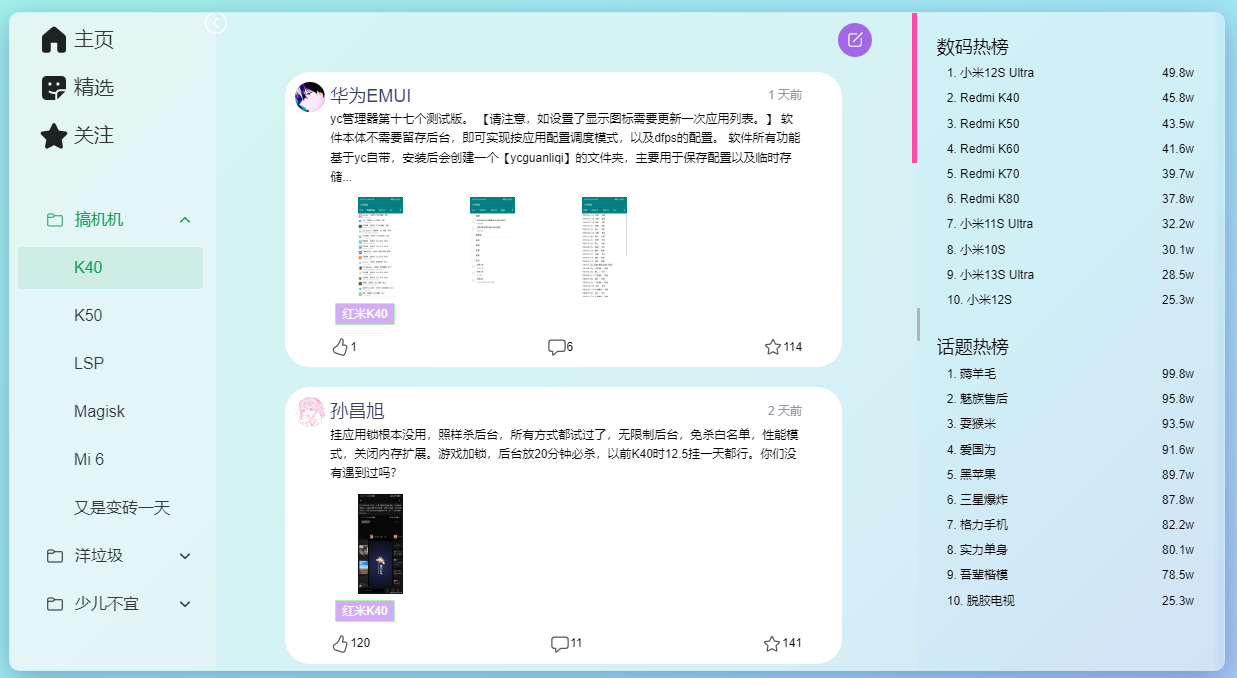 主页
精选
关注
搞机机
K40
K50
LSP
Magisk
Mi 6
又是变砖一天
洋垃圾
少儿不宜
华为EMUI
1 天前
yc管理器第十七个测试版。 【请注意，如设置了显示图标需要更新一次应用列表。】 软
件本体不需要留存后台，即可实现按应用配置调度模式，以及dfps的配置。 软件所有功能
基于yc自带，安装后会创建一个【ycguanliqi】的文件夹，主要用于保存配置以及临时存
储...
红米K40
1
6
114
孙昌旭
2 天前
挂应用锁根本没用，照样杀后台，所有方式都试过了，无限制后台，免杀白名单，性能模
式，关闭内存扩展。游戏加锁，后台放20分钟必杀，以前K40时12.5挂一天都行。你们没
有遇到过吗?
红米K40
120
11
141
数码热榜
1. 小米12S Ultra 49.8w
2. Redmi K40 45.8w
3. Redmi K50 43.5w
4. Redmi K60 41.6w
5. Redmi K70 39.7w
6. Redmi K80 37.8w
7. 小米11S Ultra 32.2w
8. 小米10S 30.1w
9. 小米13S Ultra 28.5w
10. 小米12S 25.3w
话题热榜
1. 薅羊毛 99.8w
2. 魅族售后 95.8w
3. 耍猴米 93.5w
4. 爱国为 91.6w
5. 黑苹果 89.7w
6. 三星爆炸 87.8w
7. 格力手机 82.2w
8. 实力单身 80.1w
9. 吾辈楷模 78.5w
10. 脱胶电视 25.3w